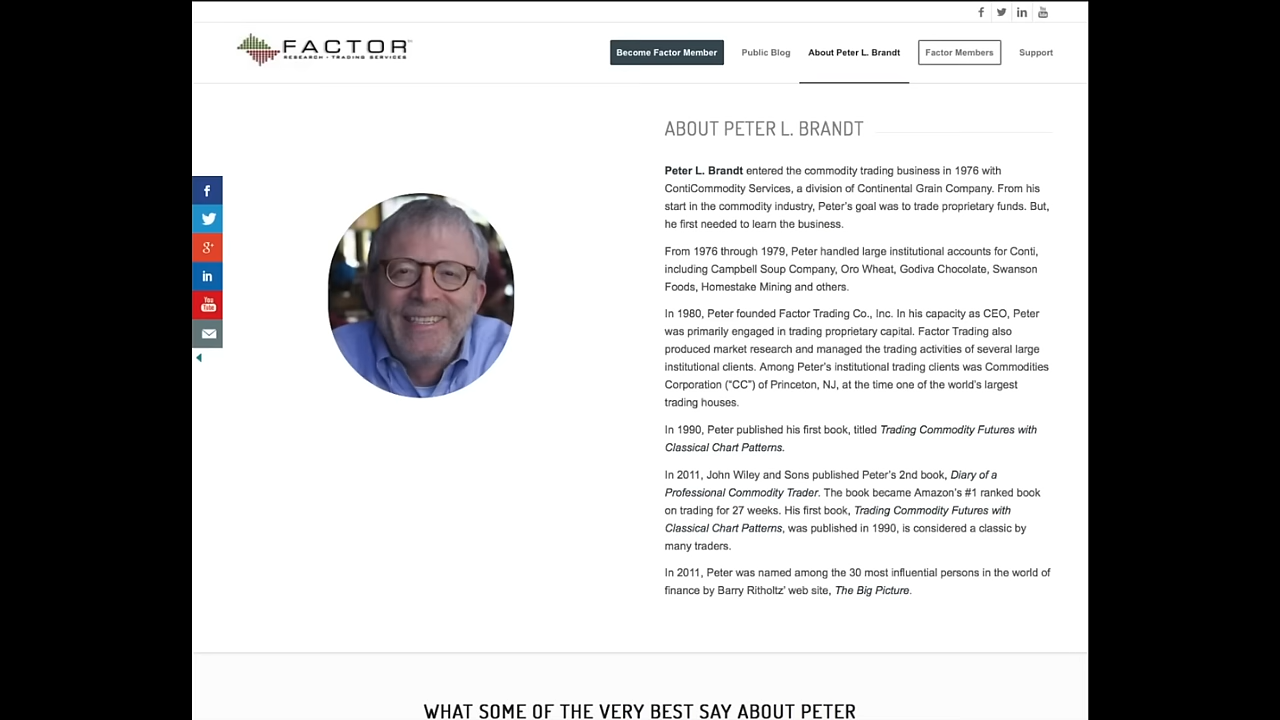 FACTOR
RESEARCH • TRADING SERVICES
Become Factor Member
Public Blog
About Peter L. Brandt
Factor Members
Support
ABOUT PETER L. BRANDT
Peter L. Brandt entered the commodity trading business in 1976 with
ContiCommodity Services, a division of Continental Grain Company. From his
start in the commodity industry, Peter's goal was to trade proprietary funds. But,
he first needed to learn the business.
From 1976 through 1979, Peter handled large institutional accounts for Conti,
including Campbell Soup Company, Oro Wheat, Godiva Chocolate, Swanson
Foods, Homestake Mining and others.
In 1980, Peter founded Factor Trading Co., Inc. In his capacity as CEO, Peter
was primarily engaged in trading proprietary capital. Factor Trading also
produced market research and managed the trading activities of several large
institutional clients. Among Peter's institutional trading clients was Commodities
Corporation ("CC") of Princeton, NJ, at the time one of the world's largest
trading houses.
In 1990, Peter published his first book, titled Trading Commodity Futures with
Classical Chart Patterns.
In 2011, John Wiley and Sons published Peter's 2nd book, Diary of a
Professional Commodity Trader. The book became Amazon's #1 ranked book
on trading for 27 weeks. His first book, Trading Commodity Futures with
Classical Chart Patterns, was published in 1990, is considered a classic by
many traders.
In 2011, Peter was named among the 30 most influential persons in the world of
finance by Barry Ritholtz' web site, The Big Picture.
WHAT SOME OF THE VERY BEST SAY ABOUT PETER